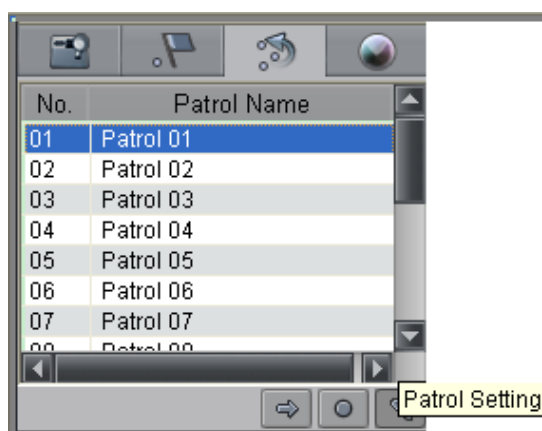 No. Patrol Name
01 Patrol 01
02 Patrol 02
03 Patrol 03
04 Patrol 04
05 Patrol 05
06 Patrol 06
07 Patrol 07
Patrol Setting